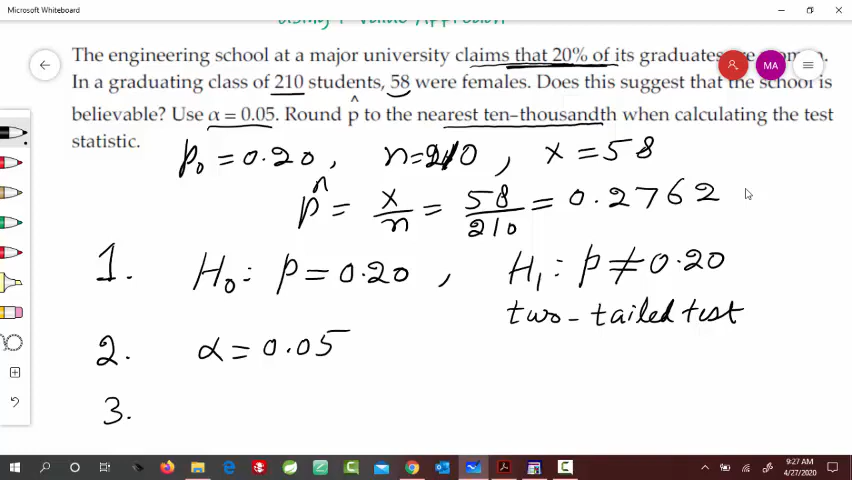 Microsoft Whiteboard
Using P-Value Approach
The engineering school at a major university claims that 20% of its graduates
In a graduating class of 210 students, 58 were females. Does this suggest that the school is
believable? Use α = 0.05. Round p̂ to the nearest ten-thousandth when calculating the test
statistic.
MA
p₀ = 0.20, n = 210, x = 58
p̂ = x/n = 58/210 = 0.2762
1. H₀: p = 0.20, H₁: p ≠ 0.20
two-tailed test
2. α = 0.05
3.
9:27 AM
4/27/2020